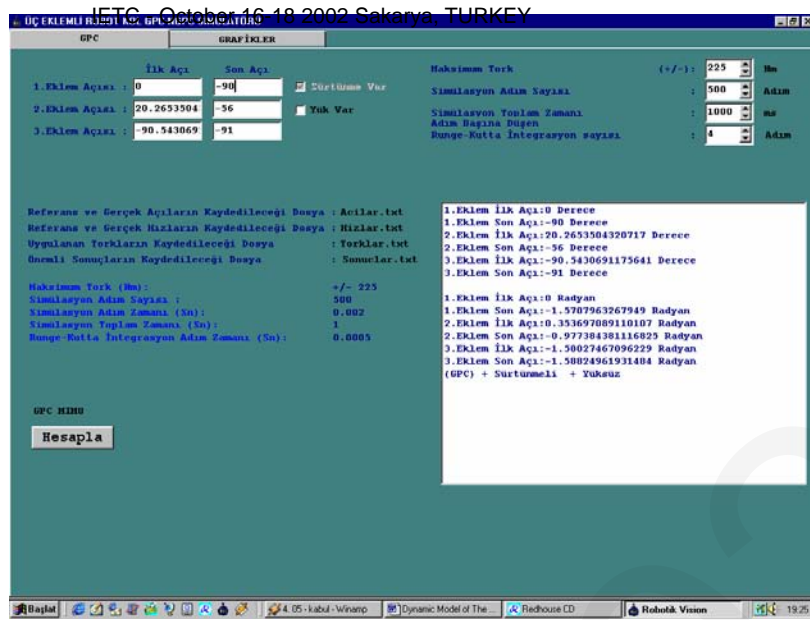 IETC - October 16-18 2002 Sakarya, TURKEY
ÜÇ EKLEMLİ ROBOT KOL GPC MIMO SİMÜLATÖRÜ
GPC GRAFİKLER
İlk Açı Son Açı
1.Eklem Açısı : 0 -90 Sürtünme Var
2.Eklem Açısı : 20.2653504 -56 Yük Var
3.Eklem Açısı : -90.543069 -91
Maksimum Tork (+/-): 225 Nm
Simülasyon Adım Sayısı : 500 Adım
Simülasyon Toplam Zamanı : 1000 ms
Adım Başına Düşen
Runge-Kutta İntegrasyon sayısı : 4 Adım
Referans ve Gerçek Açıların Kaydedileceği Dosya : Acilar.txt
Referans ve Gerçek Hızların Kaydedileceği Dosya : Hizlar.txt
Uygulanan Torkların Kaydedileceği Dosya : Torklar.txt
Önemli Sonuçların Kaydedileceği Dosya : Sonuclar.txt
Maksimum Tork (Nm): +/- 225
Simülasyon Adım Sayısı : 500
Simülasyon Adım Zamanı (Sn): 0.002
Simülasyon Toplam Zamanı (Sn): 1
Runge-Kutta İntegrasyon Adım Zamanı (Sn): 0.0005
GPC MIMO
Hesapla
1.Eklem İlk Açı:0 Derece
1.Eklem Son Açı:-90 Derece
2.Eklem İlk Açı:20.2653504320717 Derece
2.Eklem Son Açı:-56 Derece
3.Eklem İlk Açı:-90.5430691175641 Derece
3.Eklem Son Açı:-91 Derece
1.Eklem İlk Açı:0 Radyan
1.Eklem Son Açı:-1.5707963267949 Radyan
2.Eklem İlk Açı:0.353697089110107 Radyan
2.Eklem Son Açı:-0.977384381116825 Radyan
3.Eklem İlk Açı:-1.58027467096229 Radyan
3.Eklem Son Açı:-1.58824961931484 Radyan
(GPC) + Sürtünmeli + Yüksüz
Başlat 4. 05 - kabul - Winamp Dynamic Model of The ... Redhouse CD Robotik Vision 19:25